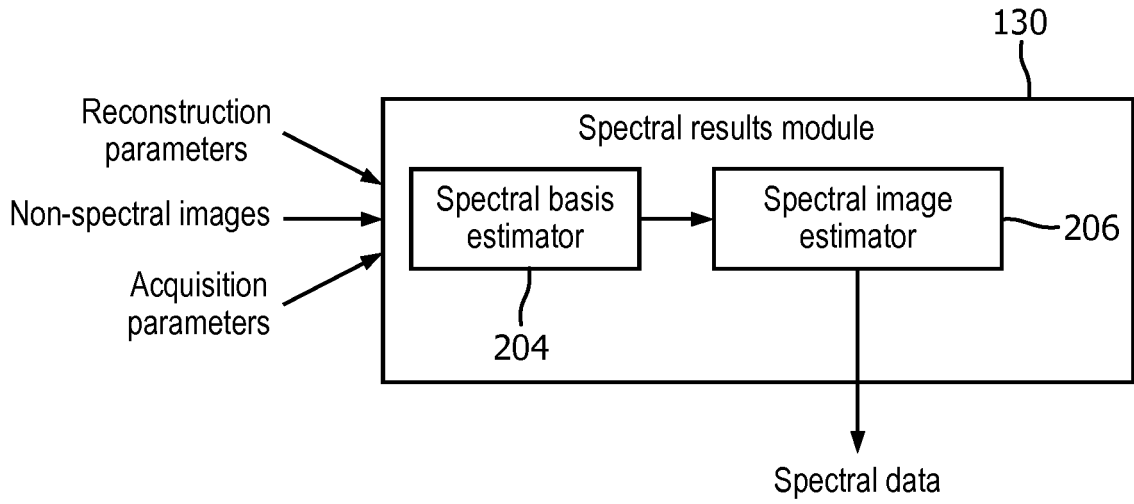 130
Reconstruction
parameters
Non-spectral images
Acquisition
parameters
Spectral results module
Spectral basis
estimator
204
Spectral image
estimator
206
Spectral data